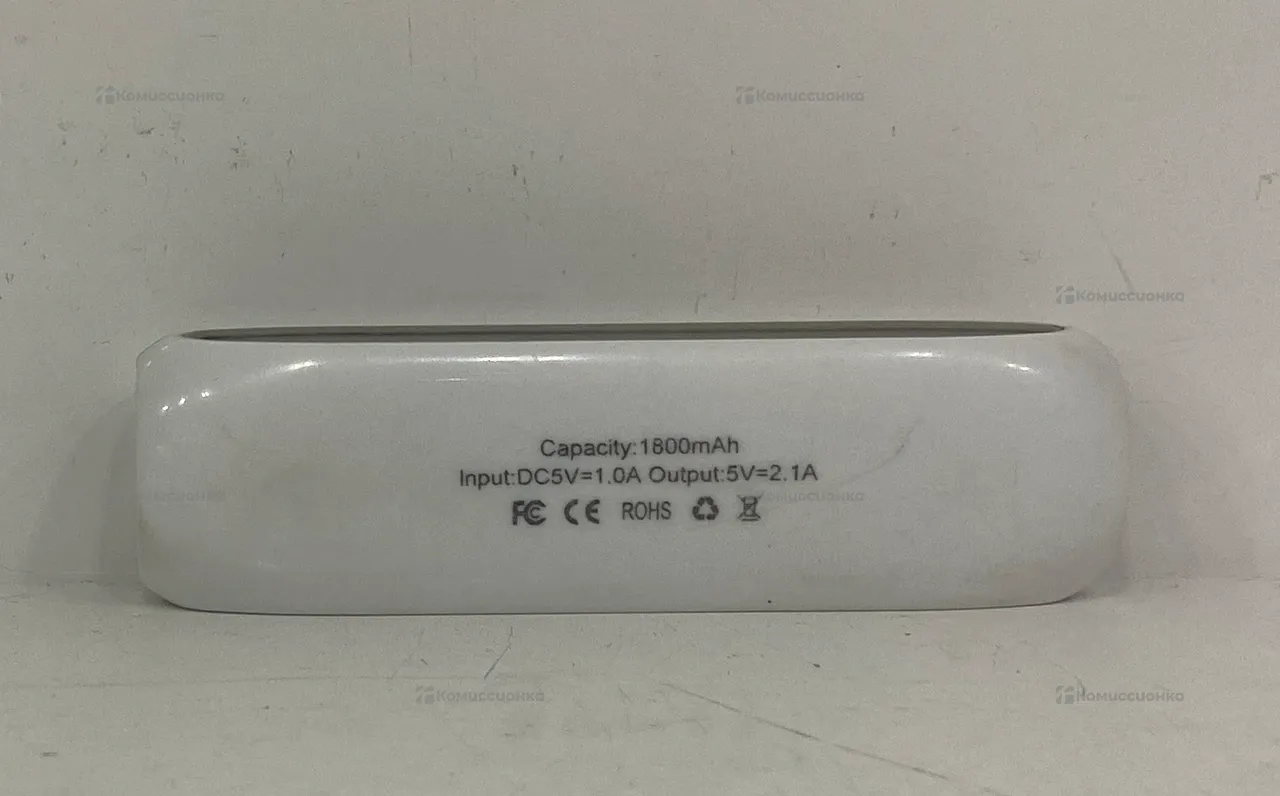 Комиссионка
Комиссионка
Комиссионка
Capacity:1800mAh
Input:DC5V=1.0A Output:5V=2.1A
FC CE ROHS
Комиссионка
Комиссионка